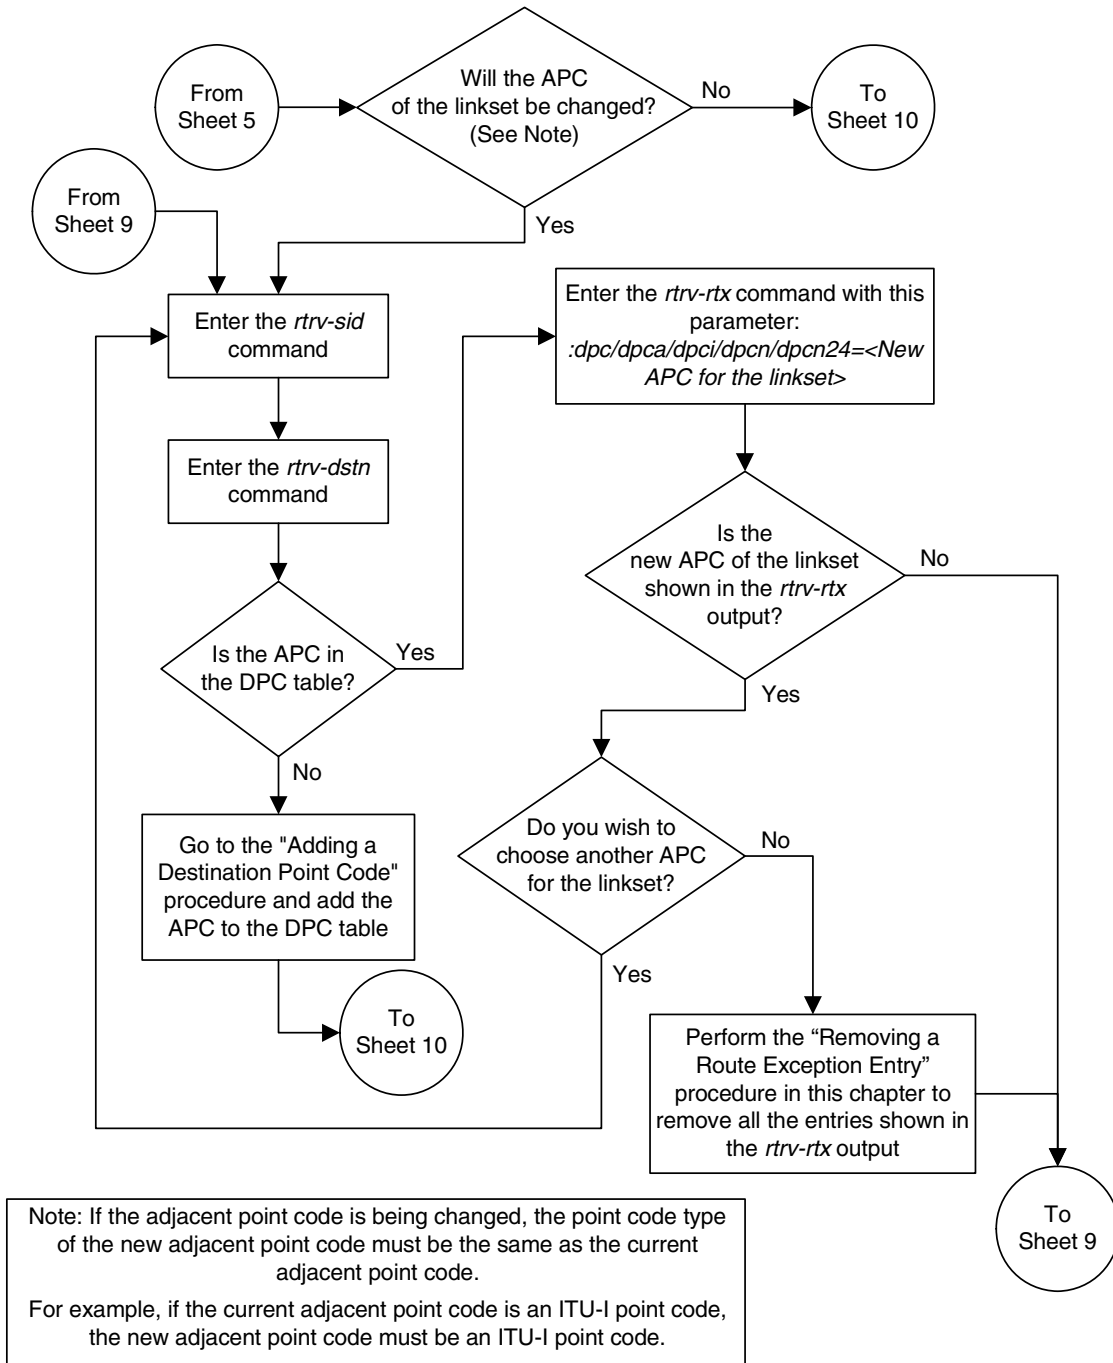 From
Sheet 5
Will the APC
of the linkset be changed?
(See Note)
No
To
Sheet 10
From
Sheet 9
Yes
Enter the rtrv-sid
command
Enter the rtrv-rtx command with this
parameter:
:dpc/dpca/dpci/dpcn/dpcn24=<New
APC for the linkset>
Enter the rtrv-dstn
command
Is the
new APC of the linkset
shown in the rtrv-rtx
output?
No
Is the APC in
the DPC table?
Yes
Yes
No
Go to the "Adding a
Destination Point Code"
procedure and add the
APC to the DPC table
Do you wish to
choose another APC
for the linkset?
No
Yes
To
Sheet 10
Perform the “Removing a
Route Exception Entry”
procedure in this chapter to
remove all the entries shown in
the rtrv-rtx output
To
Sheet 9
Note: If the adjacent point code is being changed, the point code type
of the new adjacent point code must be the same as the current
adjacent point code.
For example, if the current adjacent point code is an ITU-I point code,
the new adjacent point code must be an ITU-I point code.